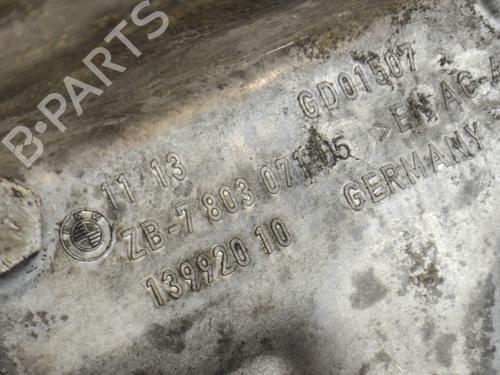 B-PARTS
11 13 GD01507
ZB-7 803 071 05 >EN AC-
139920 10 GERMANY